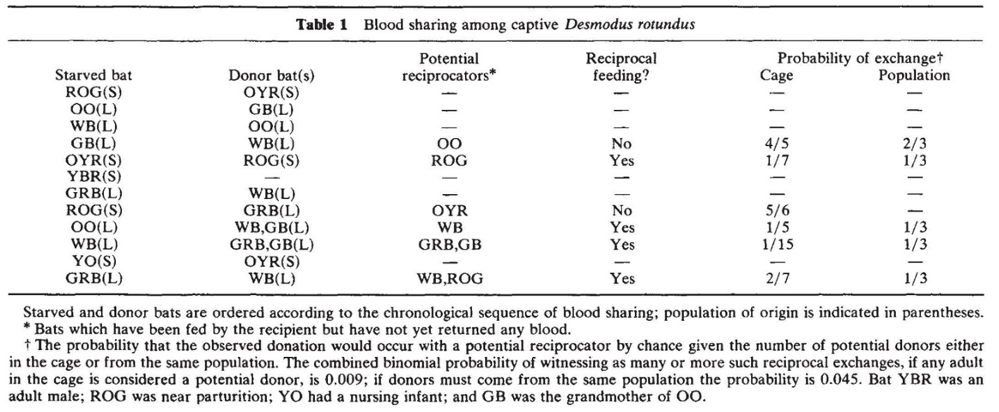 Table 1 Blood sharing among captive Desmodus rotundus
Potential Reciprocal Probability of exchange†
Starved bat Donor bat(s) reciprocators* feeding? Cage Population
ROG(S) OYR(S) — — — —
OO(L) GB(L) — — — —
WB(L) OO(L) — — — —
GB(L) WB(L) OO No 4/5 2/3
OYR(S) ROG(S) ROG Yes 1/7 1/3
YBR(S) — — — — —
GRB(L) WB(L) — — — —
ROG(S) GRB(L) OYR No 5/6 —
OO(L) WB,GB(L) WB Yes 1/5 1/3
WB(L) GRB,GB(L) GRB,GB Yes 1/15 1/3
YO(S) OYR(S) — — — —
GRB(L) WB(L) WB,ROG Yes 2/7 1/3
Starved and donor bats are ordered according to the chronological sequence of blood sharing; population of origin is indicated in parentheses.
* Bats which have been fed by the recipient but have not yet returned any blood.
† The probability that the observed donation would occur with a potential reciprocator by chance given the number of potential donors either
in the cage or from the same population. The combined binomial probability of witnessing as many or more such reciprocal exchanges, if any adult
in the cage is considered a potential donor, is 0.009; if donors must come from the same population the probability is 0.045. Bat YBR was an
adult male; ROG was near parturition; YO had a nursing infant; and GB was the grandmother of OO.